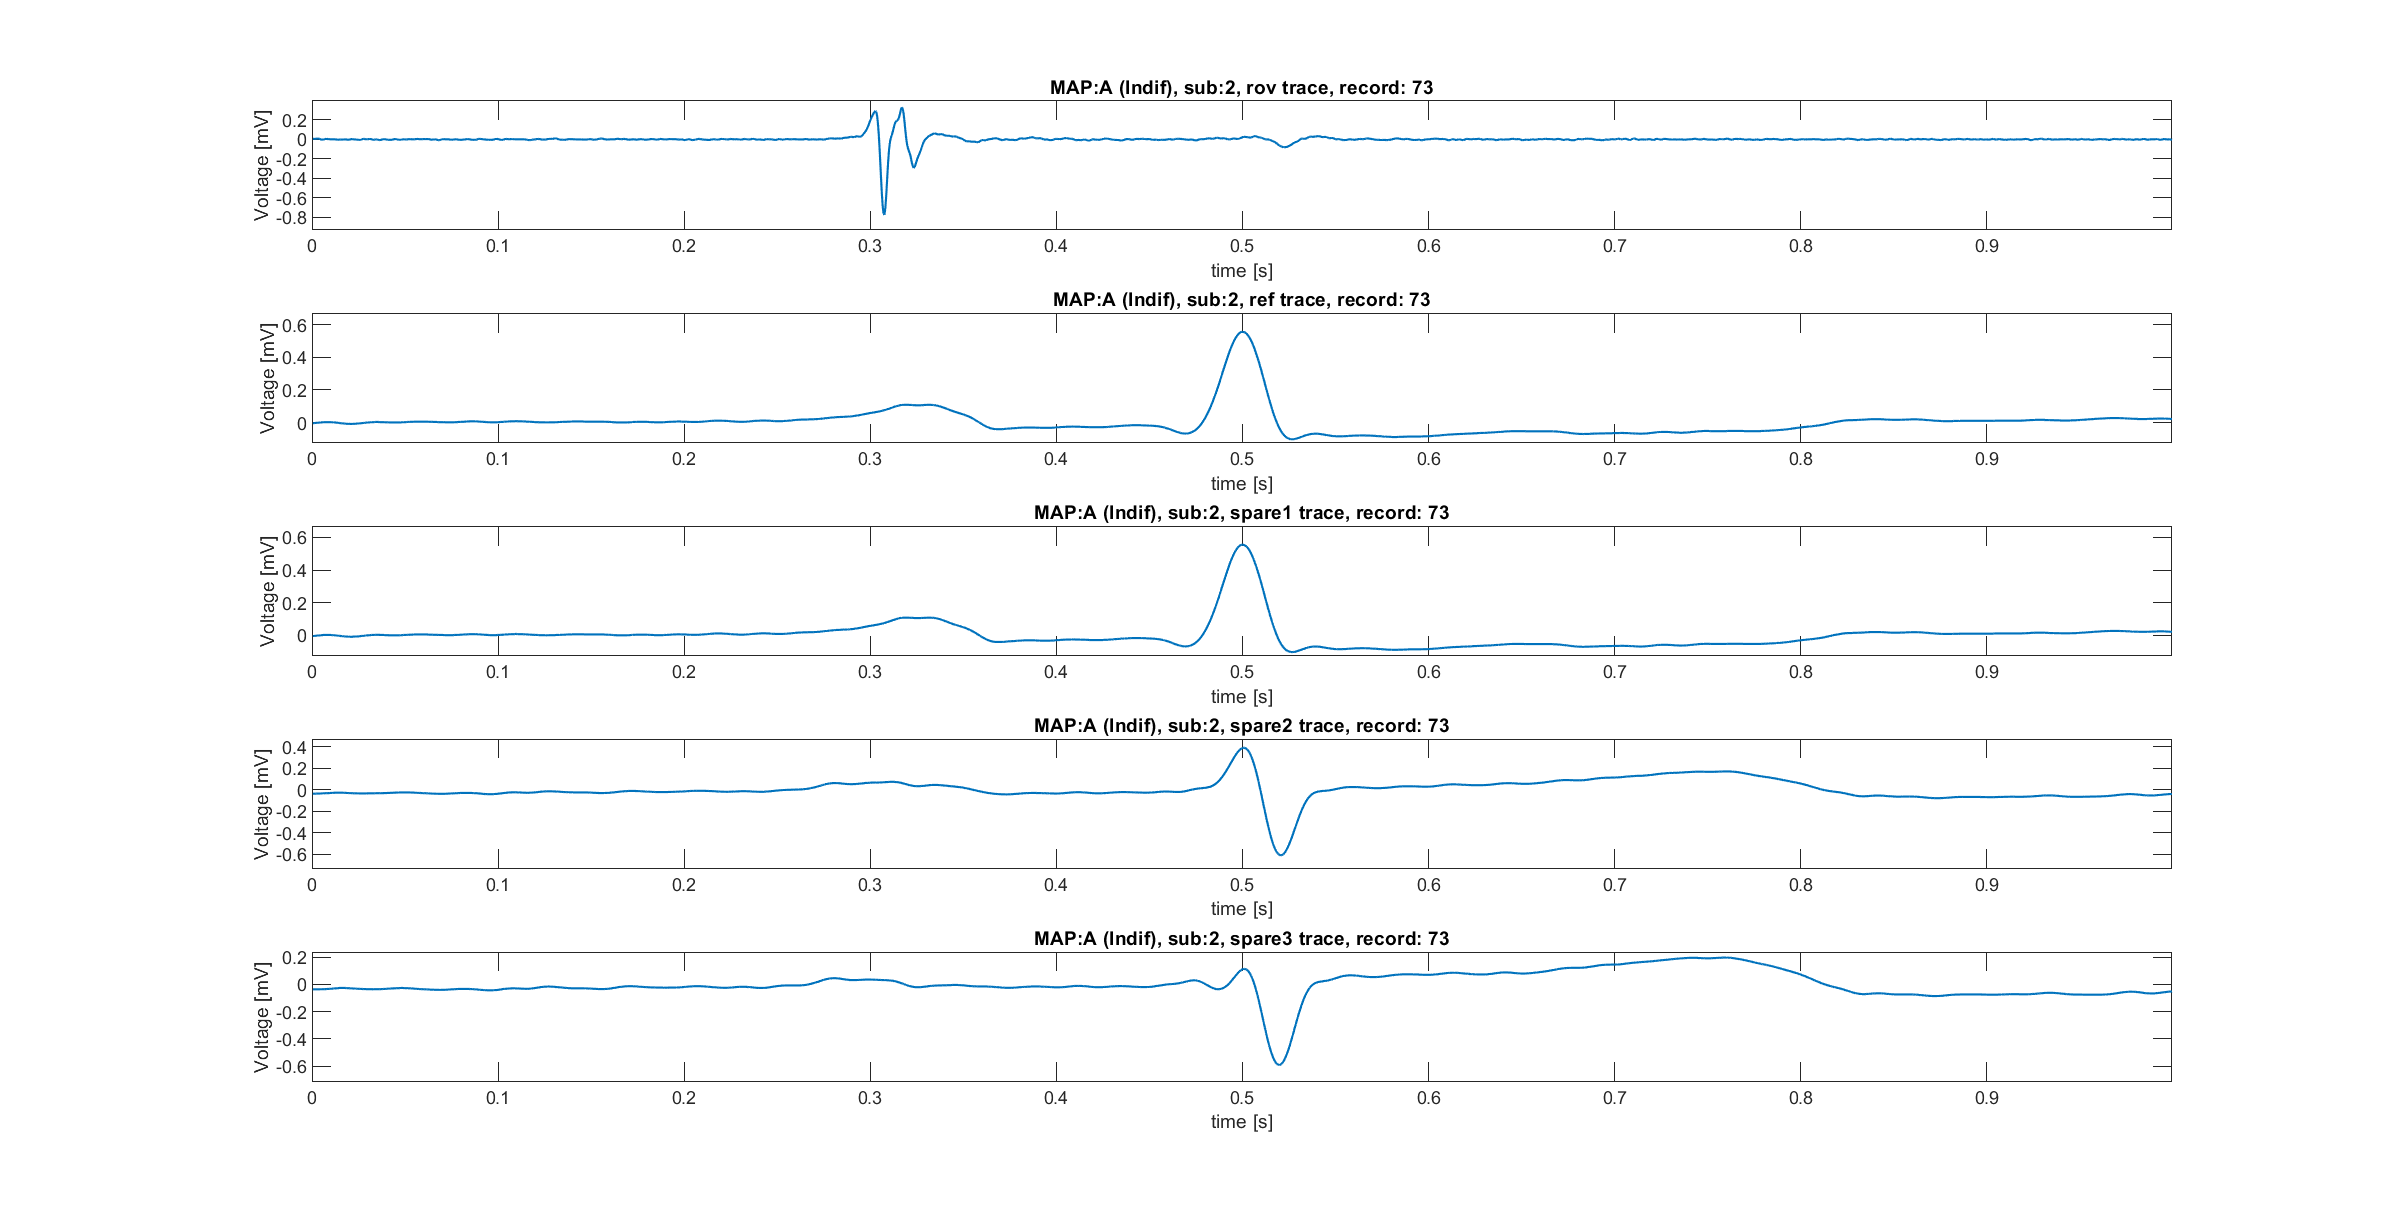 MAP:A (Indif), sub:2, rov trace, record: 73
Voltage [mV]
0.2
0
-0.2
-0.4
-0.6
-0.8
0 0.1 0.2 0.3 0.4 0.5 0.6 0.7 0.8 0.9
time [s]
MAP:A (Indif), sub:2, ref trace, record: 73
Voltage [mV]
0.6
0.4
0.2
0
0 0.1 0.2 0.3 0.4 0.5 0.6 0.7 0.8 0.9
time [s]
MAP:A (Indif), sub:2, spare1 trace, record: 73
Voltage [mV]
0.6
0.4
0.2
0
0 0.1 0.2 0.3 0.4 0.5 0.6 0.7 0.8 0.9
time [s]
MAP:A (Indif), sub:2, spare2 trace, record: 73
Voltage [mV]
0.4
0.2
0
-0.2
-0.4
-0.6
0 0.1 0.2 0.3 0.4 0.5 0.6 0.7 0.8 0.9
time [s]
MAP:A (Indif), sub:2, spare3 trace, record: 73
Voltage [mV]
0.2
0
-0.2
-0.4
-0.6
0 0.1 0.2 0.3 0.4 0.5 0.6 0.7 0.8 0.9
time [s]